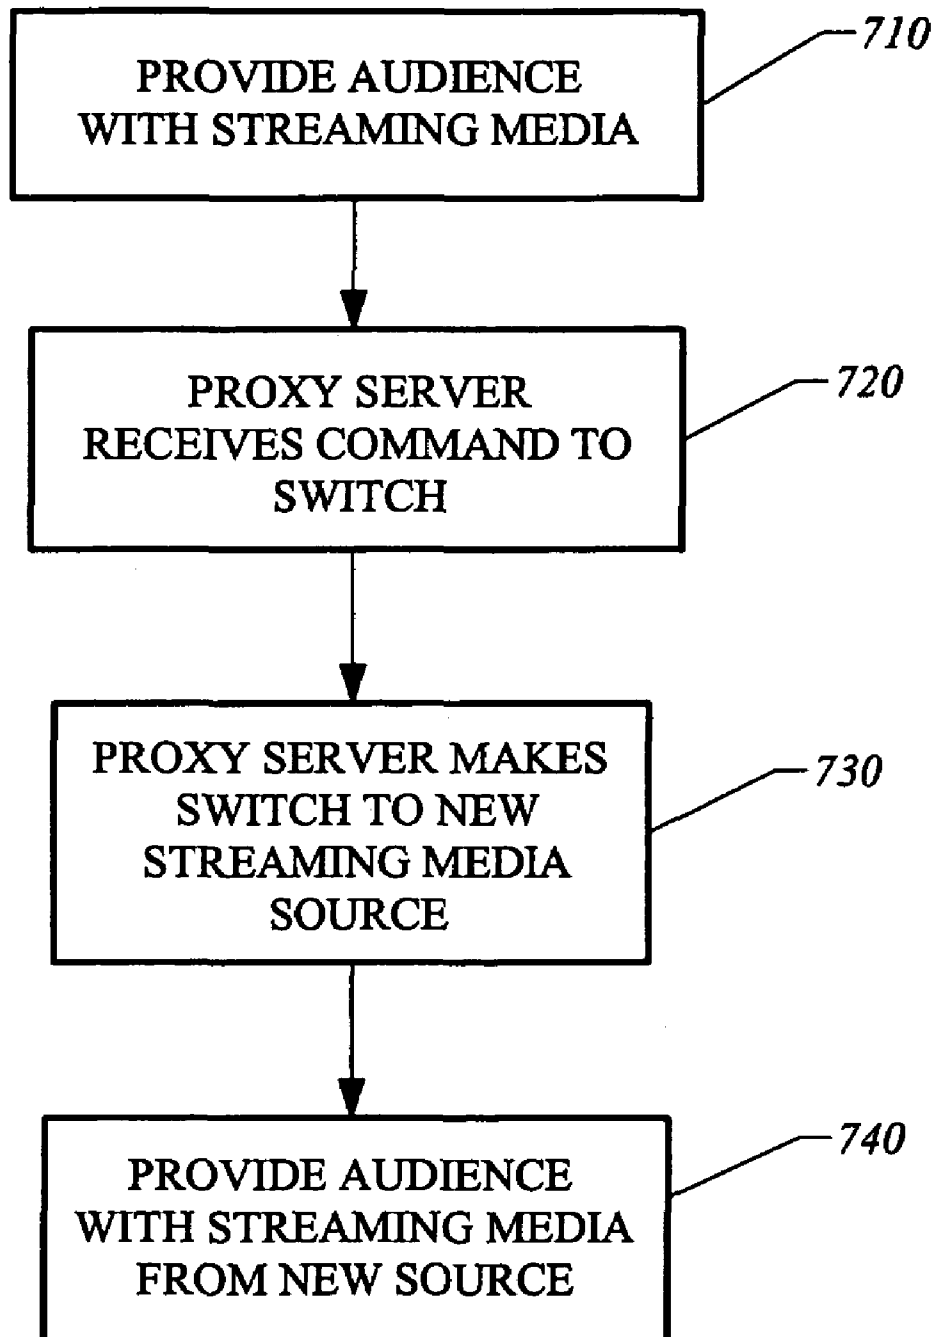 710
PROVIDE AUDIENCE
WITH STREAMING MEDIA
720
PROXY SERVER
RECEIVES COMMAND TO
SWITCH
730
PROXY SERVER MAKES
SWITCH TO NEW
STREAMING MEDIA
SOURCE
740
PROVIDE AUDIENCE
WITH STREAMING MEDIA
FROM NEW SOURCE